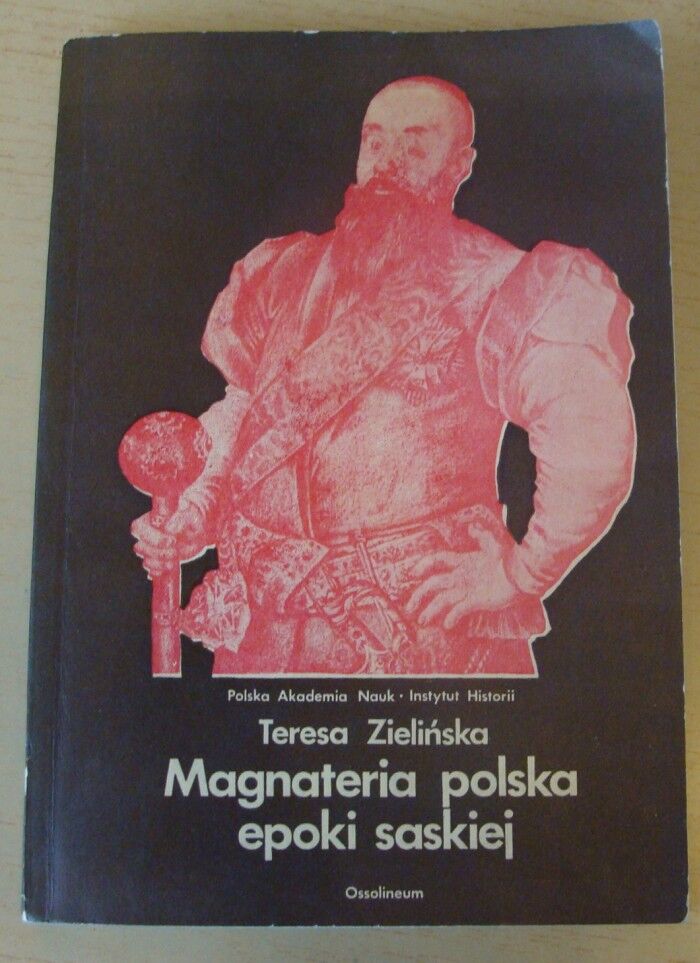 Polska Akademia Nauk · Instytut Historii
Teresa Zielińska
Magnateria polska
epoki saskiej
Ossolineum